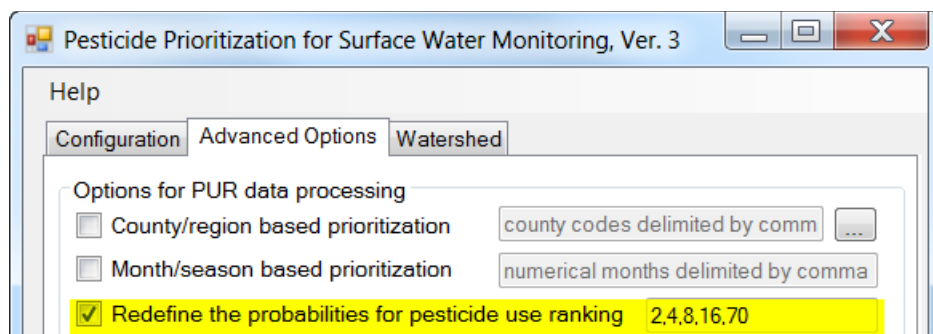 Pesticide Prioritization for Surface Water Monitoring, Ver. 3
Help
Configuration Advanced Options Watershed
Options for PUR data processing
County/region based prioritization county codes delimited by comm ...
Month/season based prioritization numerical months delimited by comma
Redefine the probabilities for pesticide use ranking 2,4,8,16,70